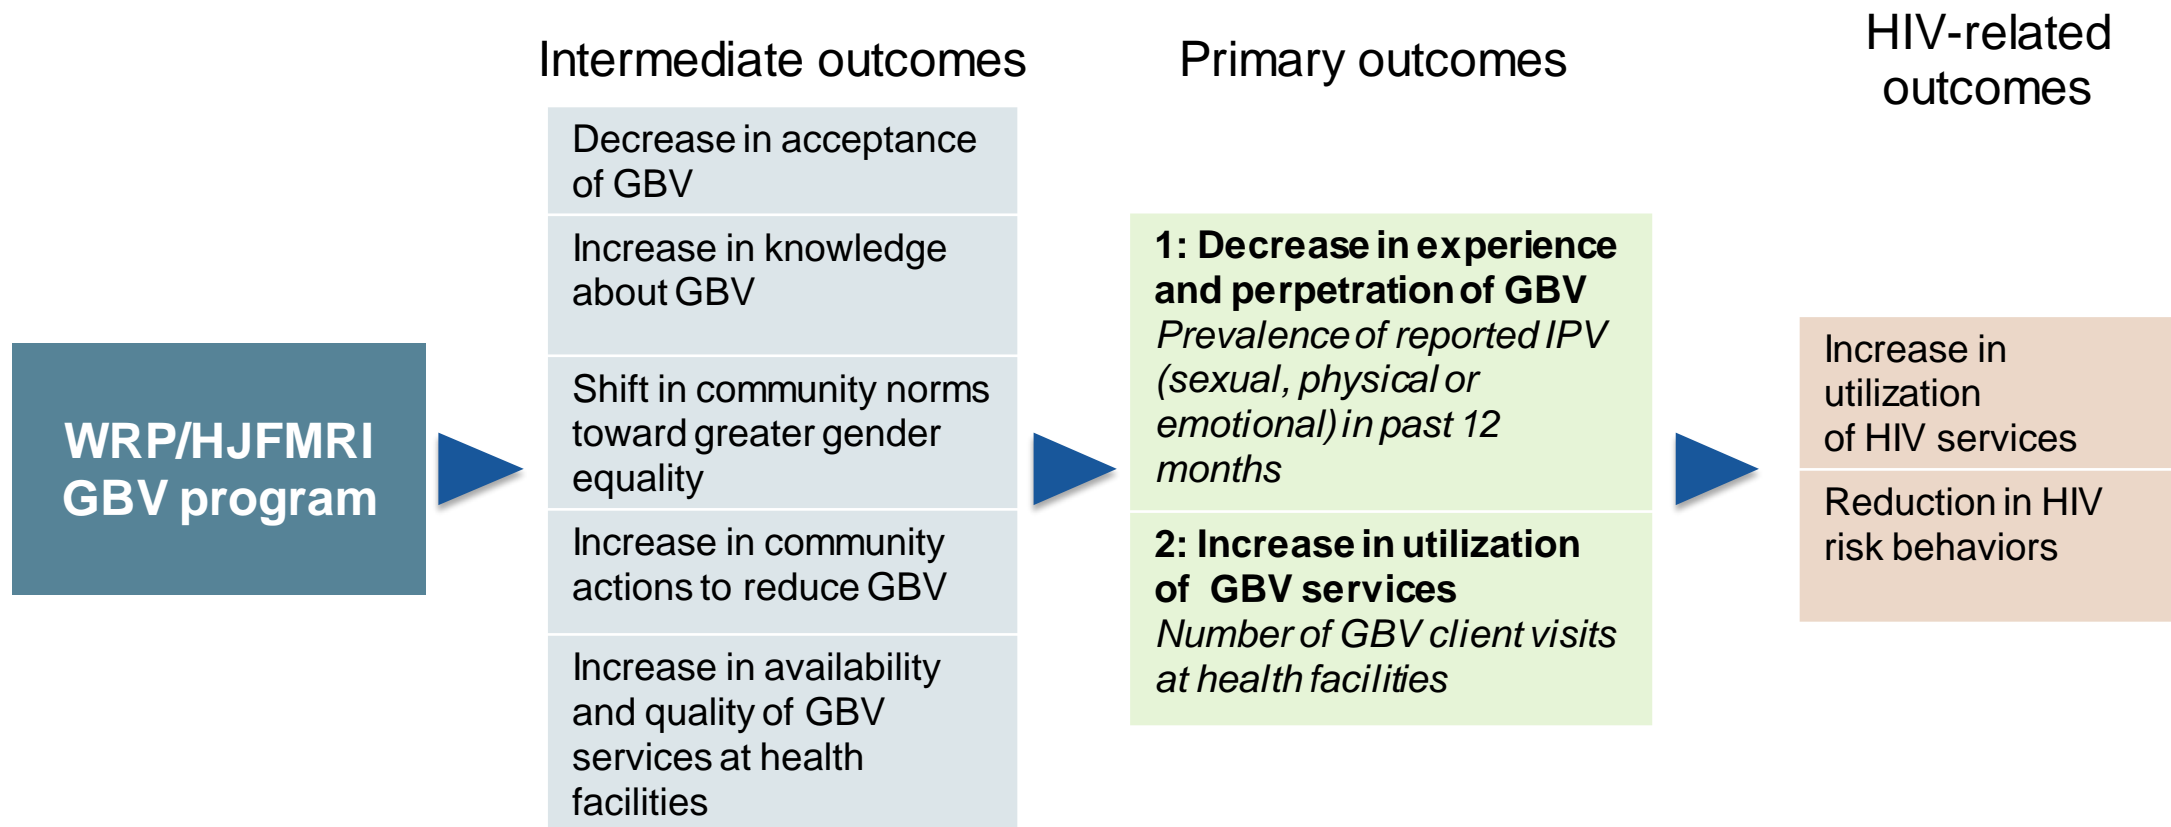 WRP/HJFMRI
GBV program
Intermediate outcomes
Decrease in acceptance
of GBV
Increase in knowledge
about GBV
Shift in community norms
toward greater gender
equality
Increase in community
actions to reduce GBV
Increase in availability
and quality of GBV
services at health
facilities
Primary outcomes
1: Decrease in experience
and perpetration of GBV
Prevalence of reported IPV
(sexual, physical or
emotional) in past 12
months
2: Increase in utilization
of GBV services
Number of GBV client visits
at health facilities
HIV-related
outcomes
Increase in
utilization
of HIV services
Reduction in HIV
risk behaviors